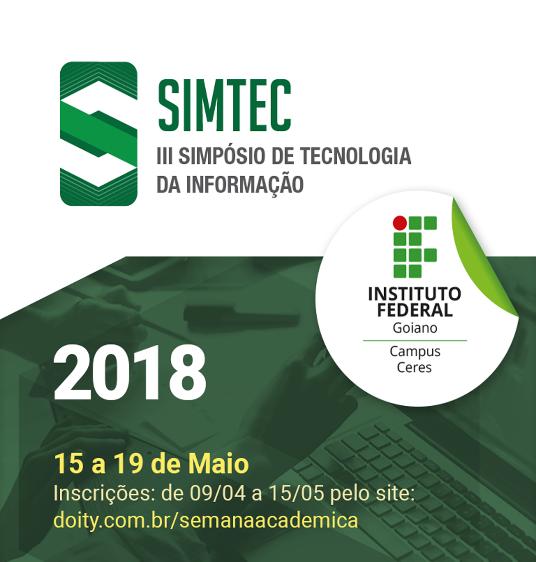 SIMTEC
III SIMPÓSIO DE TECNOLOGIA
DA INFORMAÇÃO
INSTITUTO
FEDERAL
Goiano
Campus
Ceres
2018
15 a 19 de Maio
Inscrições: de 09/04 a 15/05 pelo site:
doity.com.br/semanaacademica